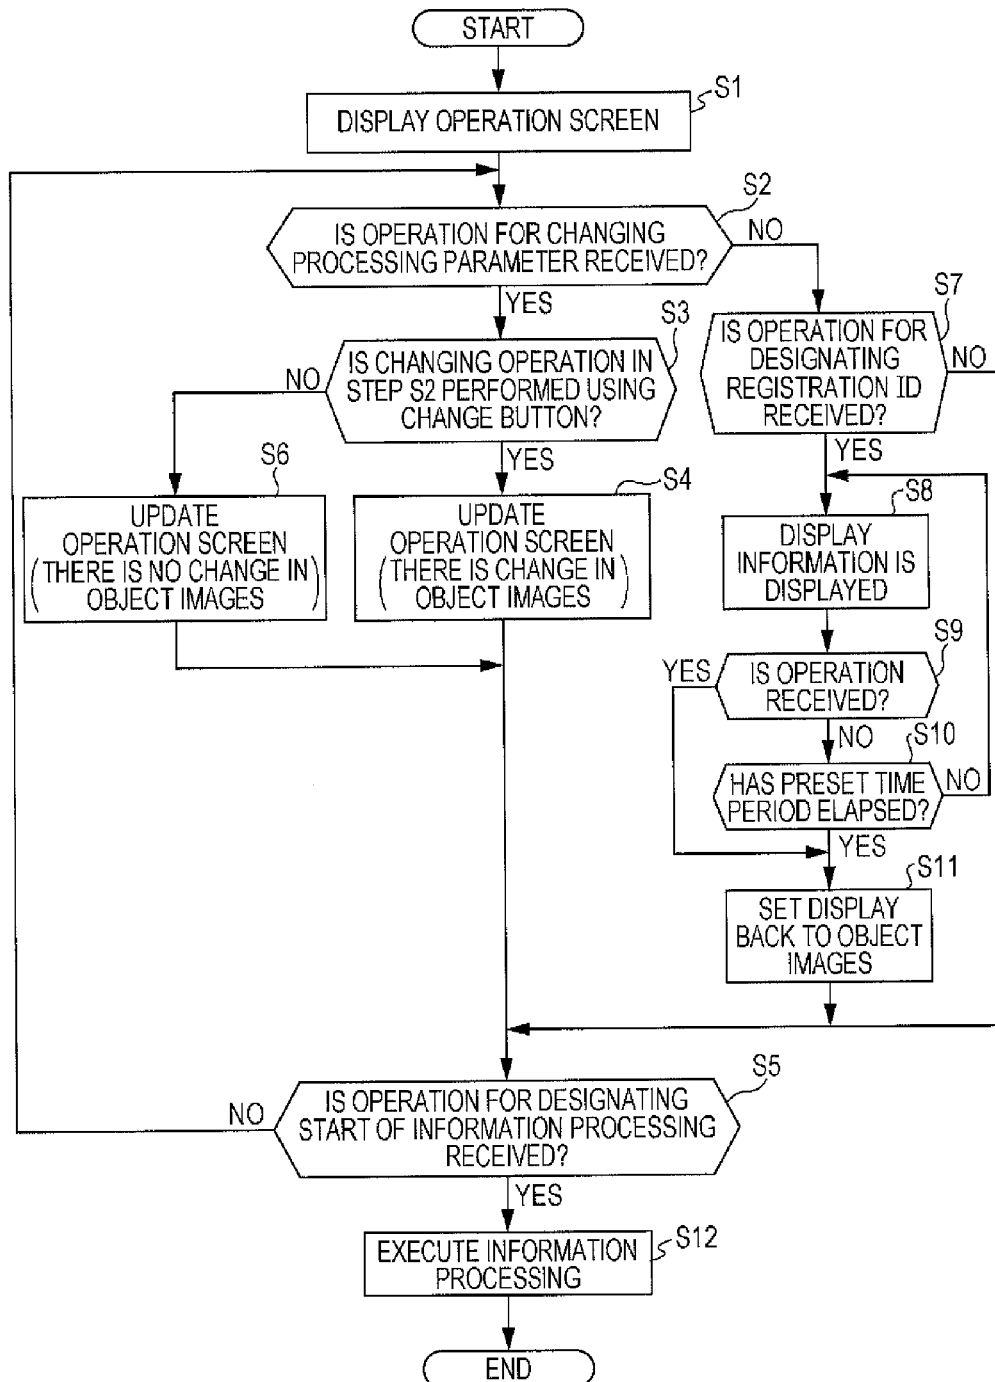 START
S1
DISPLAY OPERATION SCREEN
S2
IS OPERATION FOR CHANGING
PROCESSING PARAMETER RECEIVED?
NO
YES
S3
IS CHANGING OPERATION IN
STEP S2 PERFORMED USING
CHANGE BUTTON?
NO
YES
S7
IS OPERATION FOR
DESIGNATING
REGISTRATION ID
RECEIVED?
NO
YES
S6
UPDATE
OPERATION SCREEN
(THERE IS NO CHANGE IN
OBJECT IMAGES)
S4
UPDATE
OPERATION SCREEN
(THERE IS CHANGE IN
OBJECT IMAGES)
S8
DISPLAY
INFORMATION IS
DISPLAYED
S9
IS OPERATION
RECEIVED?
YES
NO
S10
HAS PRESET TIME
PERIOD ELAPSED?
NO
YES
S11
SET DISPLAY
BACK TO OBJECT
IMAGES
S5
IS OPERATION FOR DESIGNATING
START OF INFORMATION PROCESSING
RECEIVED?
NO
YES
S12
EXECUTE INFORMATION
PROCESSING
END